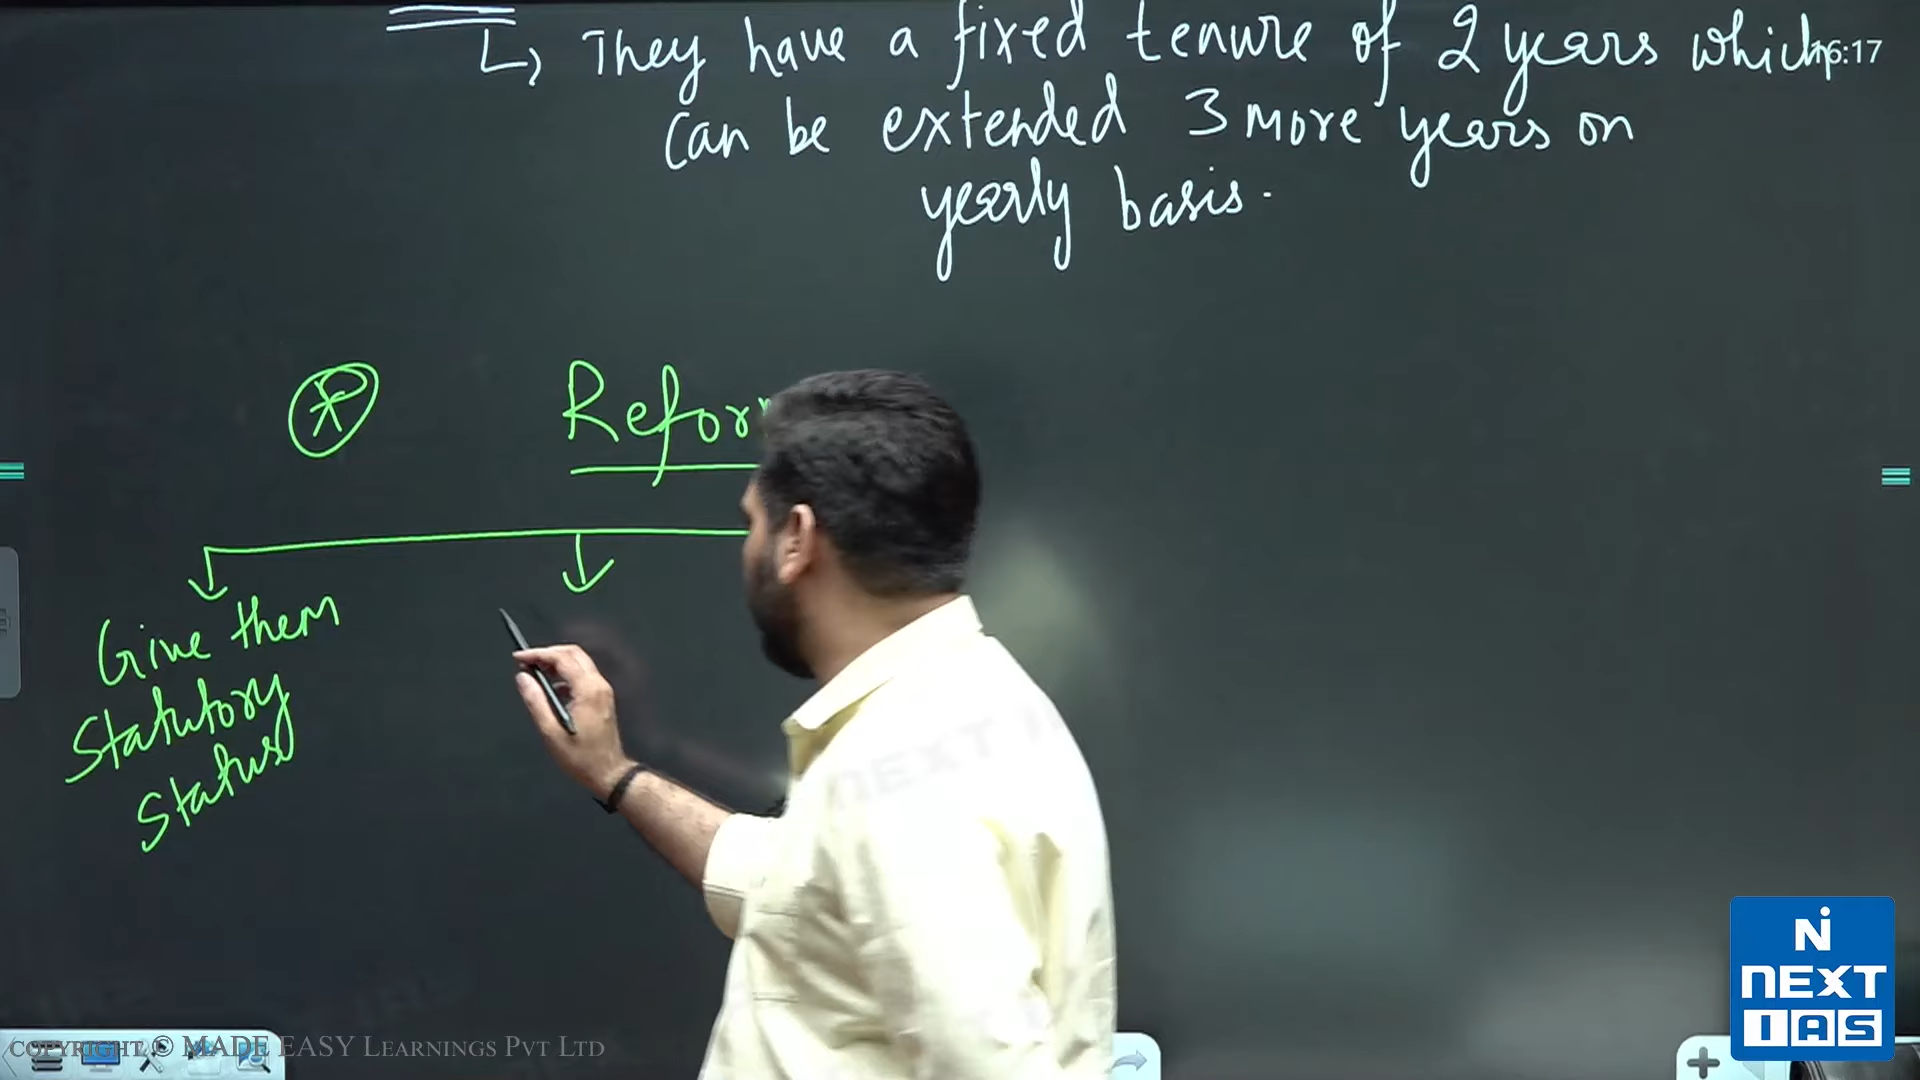 They have a fixed tenure of 2 years which
16:17
can be extended 3 more years on
yearly basis.
Refor
Give them
Statutory
Status
NEXT
IAS
COPYRIGHT © MADE EASY LEARNINGS PVT LTD